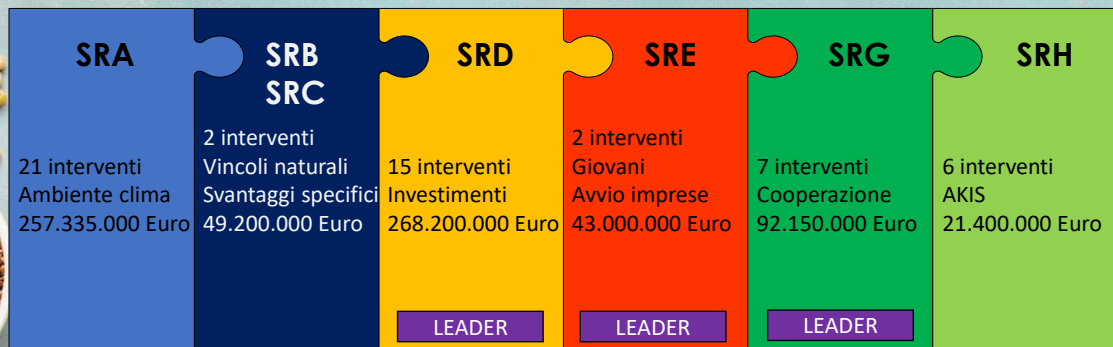 SRA
21 interventi
Ambiente clima
257.335.000 Euro
SRB
SRC
2 interventi
Vincoli naturali
Svantaggi specifici
49.200.000 Euro
SRD
15 interventi
Investimenti
268.200.000 Euro
LEADER
SRE
2 interventi
Giovani
Avvio imprese
43.000.000 Euro
LEADER
SRG
7 interventi
Cooperazione
92.150.000 Euro
LEADER
SRH
6 interventi
AKIS
21.400.000 Euro